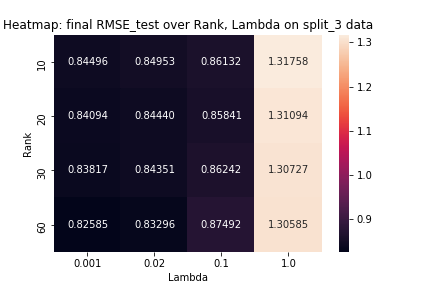 Heatmap: final RMSE_test over Rank, Lambda on split_3 data
10 0.84496 0.84953 0.86132 1.31758
20 0.84094 0.84440 0.85841 1.31094
30 0.83817 0.84351 0.86242 1.30727
60 0.82585 0.83296 0.87492 1.30585
Rank
0.001 0.02 0.1 1.0
Lambda
1.3
1.2
1.1
1.0
0.9